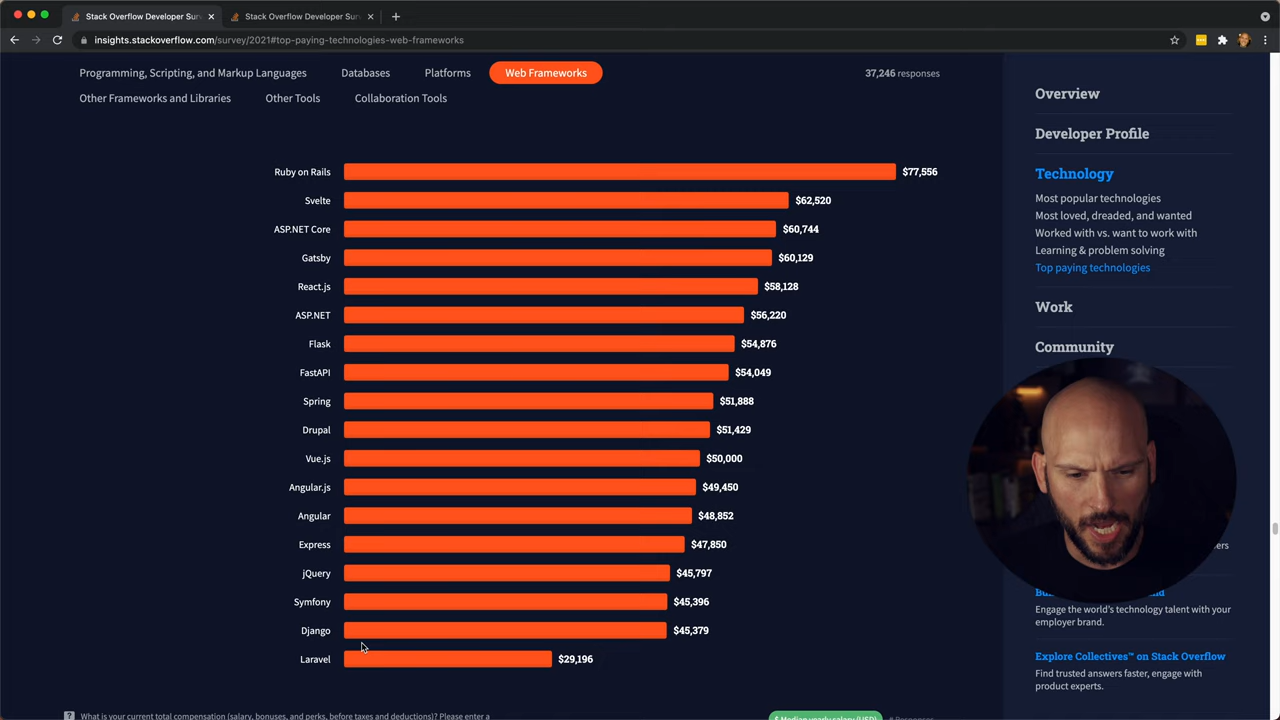 Stack Overflow Developer Sur
Stack Overflow Developer Sur
insights.stackoverflow.com/survey/2021#top-paying-technologies-web-frameworks
Programming, Scripting, and Markup Languages
Databases
Platforms
Web Frameworks
37,246 responses
Other Frameworks and Libraries
Other Tools
Collaboration Tools
Ruby on Rails $77,556
Svelte $62,520
ASP.NET Core $60,744
Gatsby $60,129
React.js $58,128
ASP.NET $56,220
Flask $54,876
FastAPI $54,049
Spring $51,888
Drupal $51,429
Vue.js $50,000
Angular.js $49,450
Angular $48,852
Express $47,850
jQuery $45,797
Symfony $45,396
Django $45,379
Laravel $29,196
? What is your current total compensation (salary, bonuses, and perks, before taxes and deductions)? Please enter a
$ Median yearly salary (USD)
# Responses
Overview
Developer Profile
Technology
Most popular technologies
Most loved, dreaded, and wanted
Worked with vs. want to work with
Learning & problem solving
Top paying technologies
Work
Community
Engage the world's technology talent with your
employer brand.
Explore Collectives™ on Stack Overflow
Find trusted answers faster, engage with
product experts.